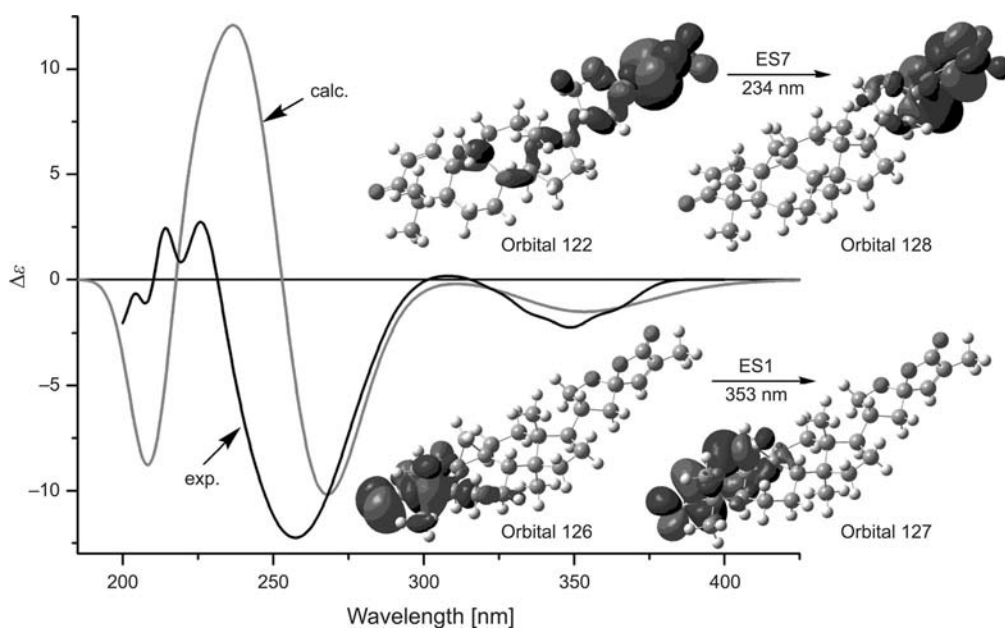 10
5
0
−5
−10
Δε
calc.
exp.
ES7
234 nm
Orbital 122
Orbital 128
ES1
353 nm
Orbital 126
Orbital 127
200
250
300
350
400
Wavelength [nm]